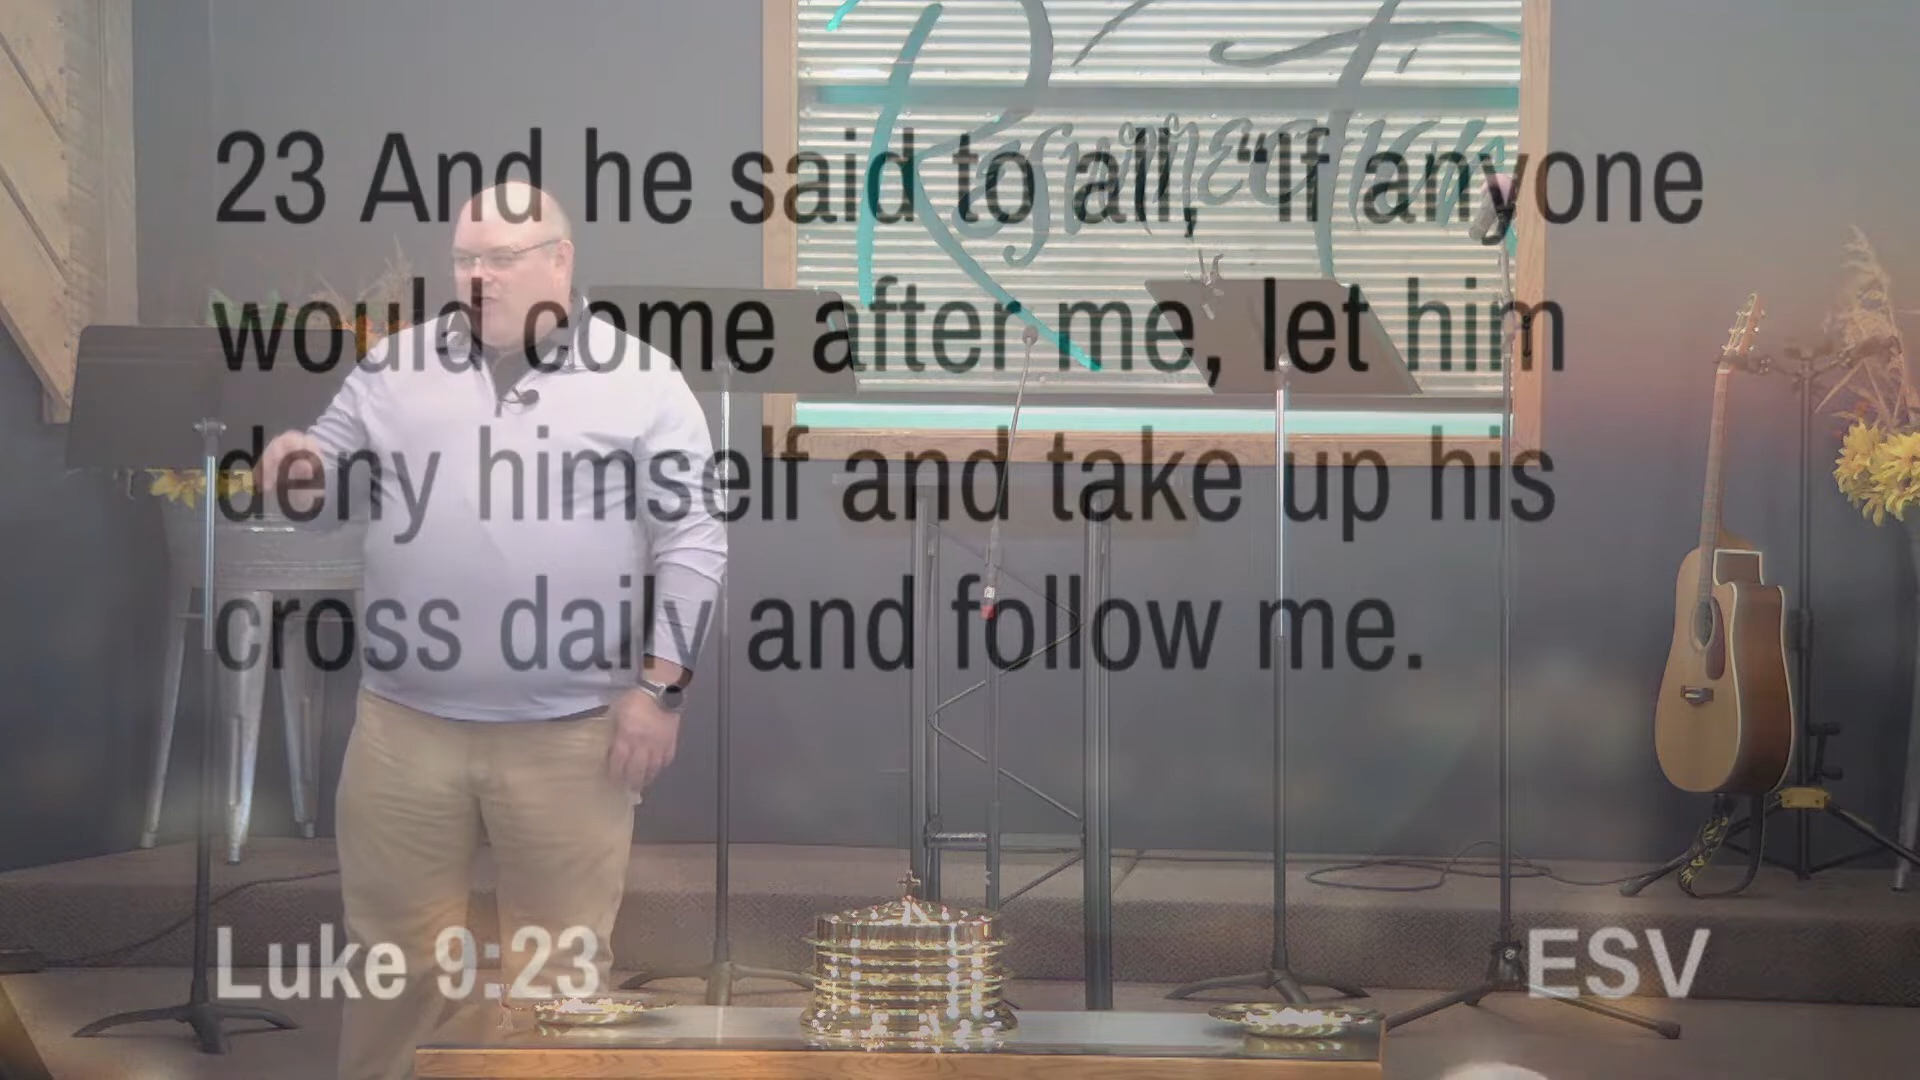 Resurrection
23 And he said to all, “If anyone
would come after me, let him
deny himself and take up his
cross daily and follow me.
Luke 9:23
ESV